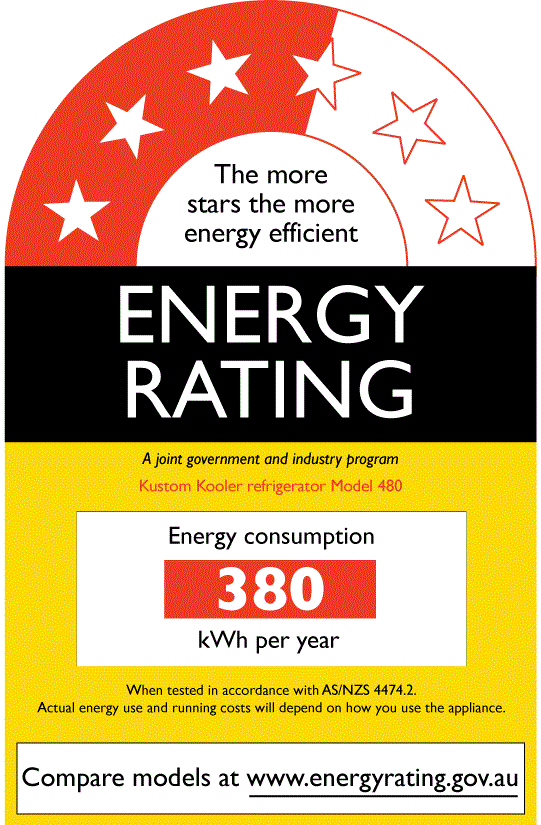 The more
stars the more
energy efficient
ENERGY
RATING
A joint government and industry program
Kustom Kooler refrigerator Model 480
Energy consumption
380
kWh per year
When tested in accordance with AS/NZS 4474.2.
Actual energy use and running costs will depend on how you use the appliance.
Compare models at www.energyrating.gov.au